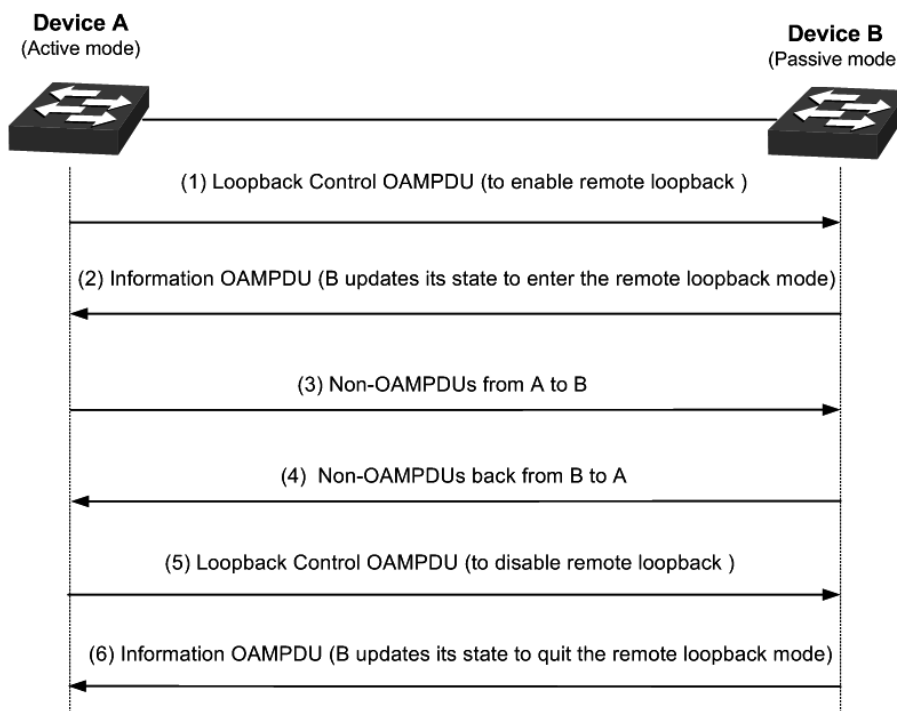 Device A
(Active mode)
Device B
(Passive mode
(1) Loopback Control OAMPDU (to enable remote loopback )
(2) Information OAMPDU (B updates its state to enter the remote loopback mode)
(3) Non-OAMPDUs from A to B
(4) Non-OAMPDUs back from B to A
(5) Loopback Control OAMPDU (to disable remote loopback )
(6) Information OAMPDU (B updates its state to quit the remote loopback mode)